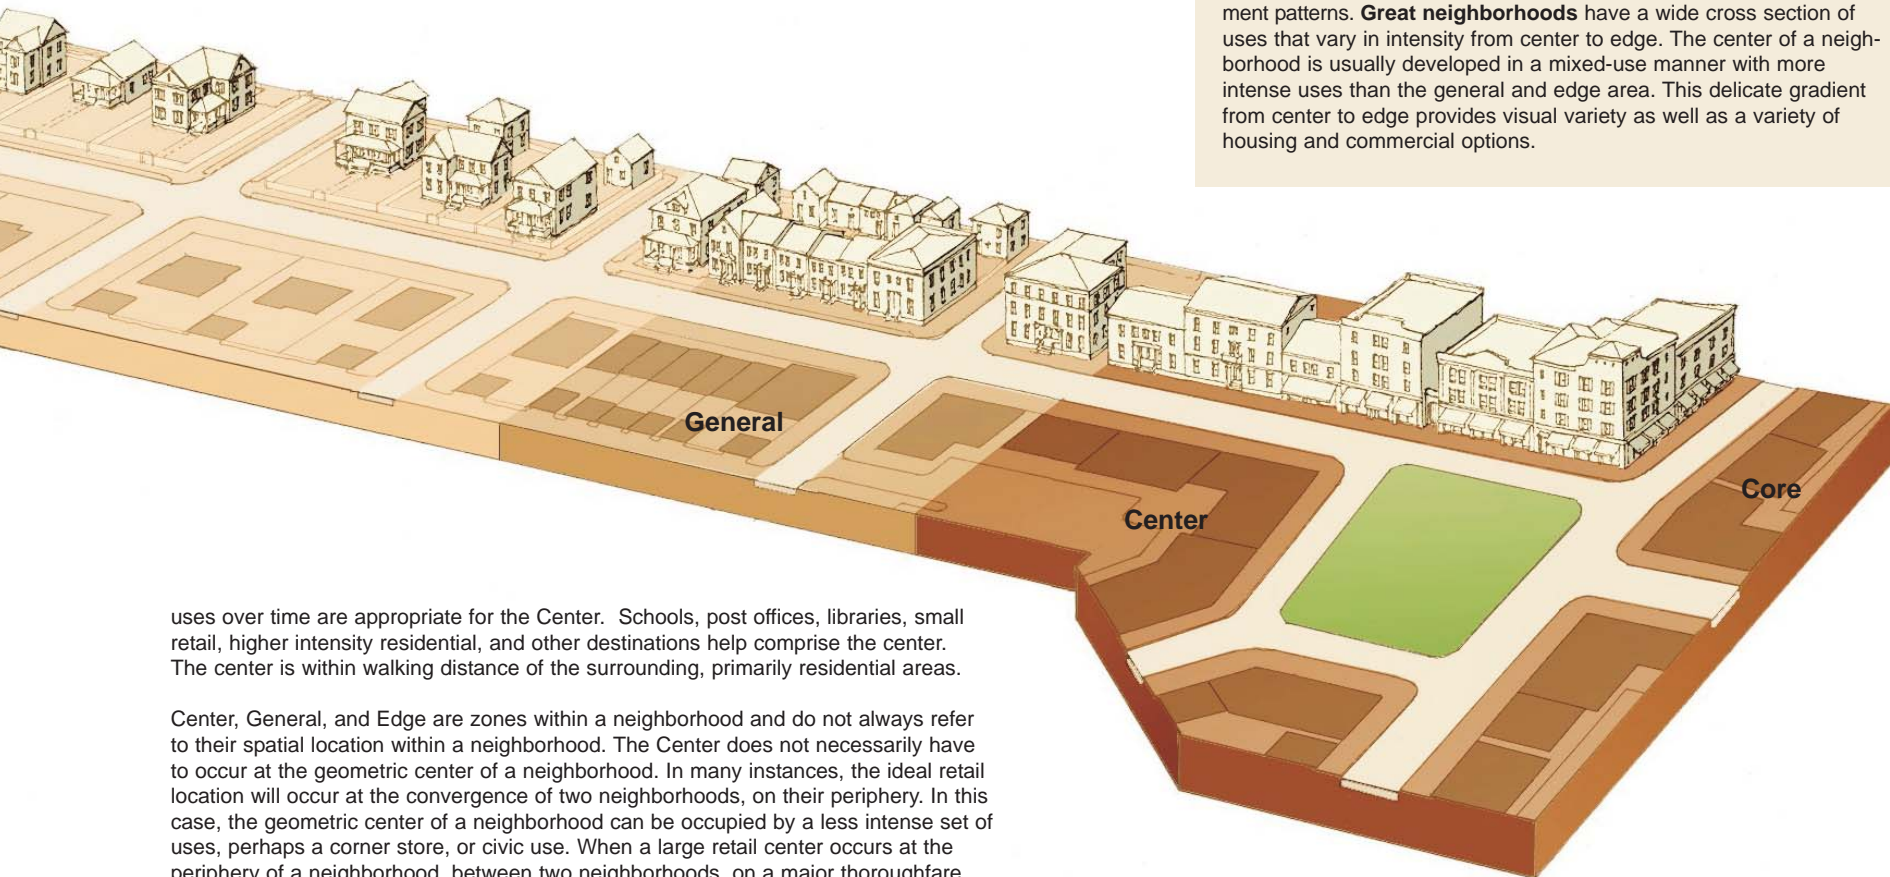 ment patterns. Great neighborhoods have a wide cross section of
uses that vary in intensity from center to edge. The center of a neigh-
borhood is usually developed in a mixed-use manner with more
intense uses than the general and edge area. This delicate gradient
from center to edge provides visual variety as well as a variety of
housing and commercial options.
General
Core
Center
uses over time are appropriate for the Center.  Schools, post offices, libraries, small
retail, higher intensity residential, and other destinations help comprise the center.
The center is within walking distance of the surrounding, primarily residential areas.
Center, General, and Edge are zones within a neighborhood and do not always refer
to their spatial location within a neighborhood. The Center does not necessarily have
to occur at the geometric center of a neighborhood. In many instances, the ideal retail
location will occur at the convergence of two neighborhoods, on their periphery. In this
case, the geometric center of a neighborhood can be occupied by a less intense set of
uses, perhaps a corner store, or civic use. When a large retail center occurs at the
periphery of a neighborhood, between two neighborhoods, on a major thoroughfare